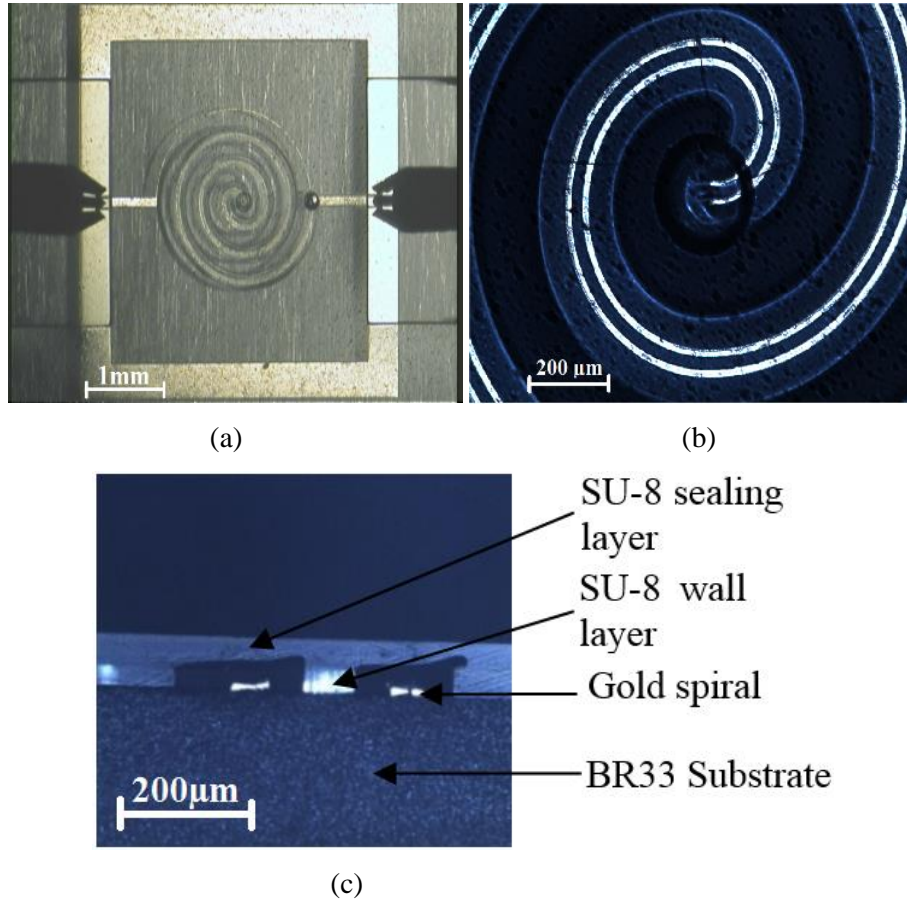 1mm
200 µm
(a)
(b)
SU-8 sealing
layer
SU-8 wall
layer
Gold spiral
BR33 Substrate
200µm
(c)